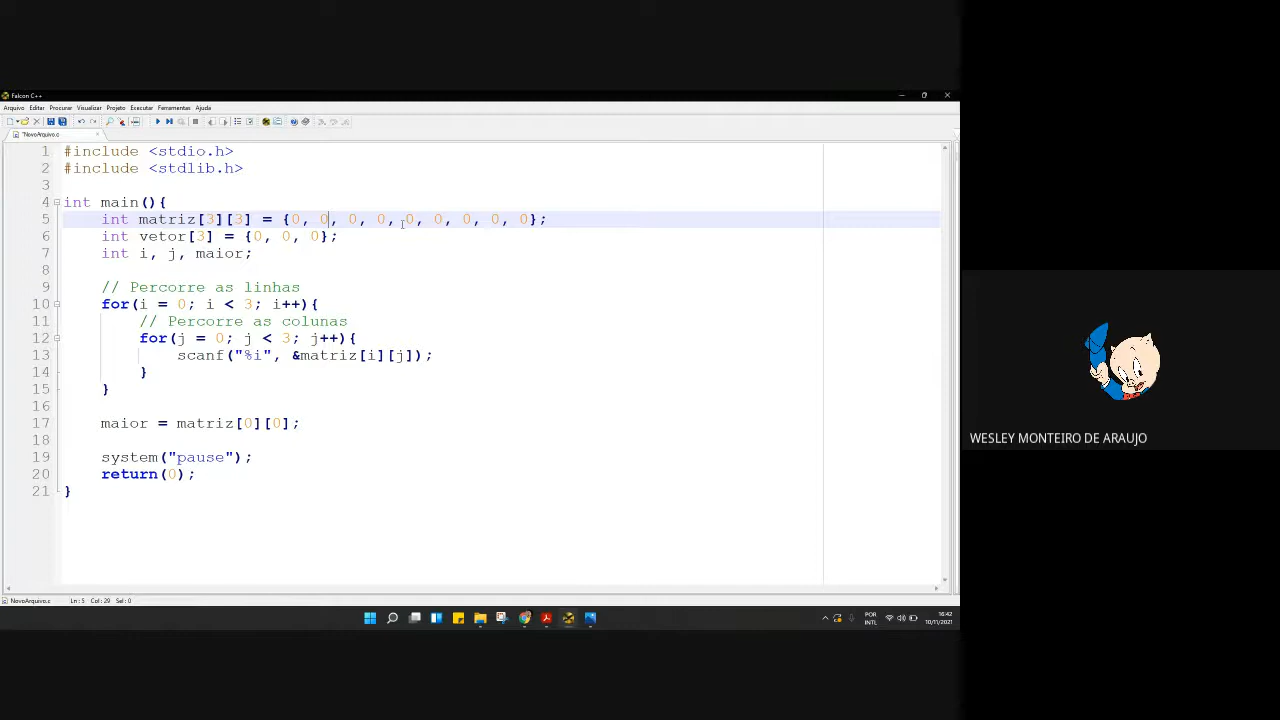 Falcon C++
Arquivo Editar Procurar Visualizar Projeto Executar Ferramentas Ajuda
*NovoArquivo.c
1 #include <stdio.h>
2 #include <stdlib.h>
3
4 int main(){
5 int matriz[3][3] = {0, 0, 0, 0, 0, 0, 0, 0, 0};
6 int vetor[3] = {0, 0, 0};
7 int i, j, maior;
8
9 // Percorre as linhas
10 for(i = 0; i < 3; i++){
11 // Percorre as colunas
12 for(j = 0; j < 3; j++){
13 scanf("%i", &matriz[i][j]);
14 }
15 }
16
17 maior = matriz[0][0];
18
19 system("pause");
20 return(0);
21 }
WESLEY MONTEIRO DE ARAUJO
NovoArquivo.c Ln: 5 Col: 29 Sel: 0
POR
INTL
16:42
10/11/2021